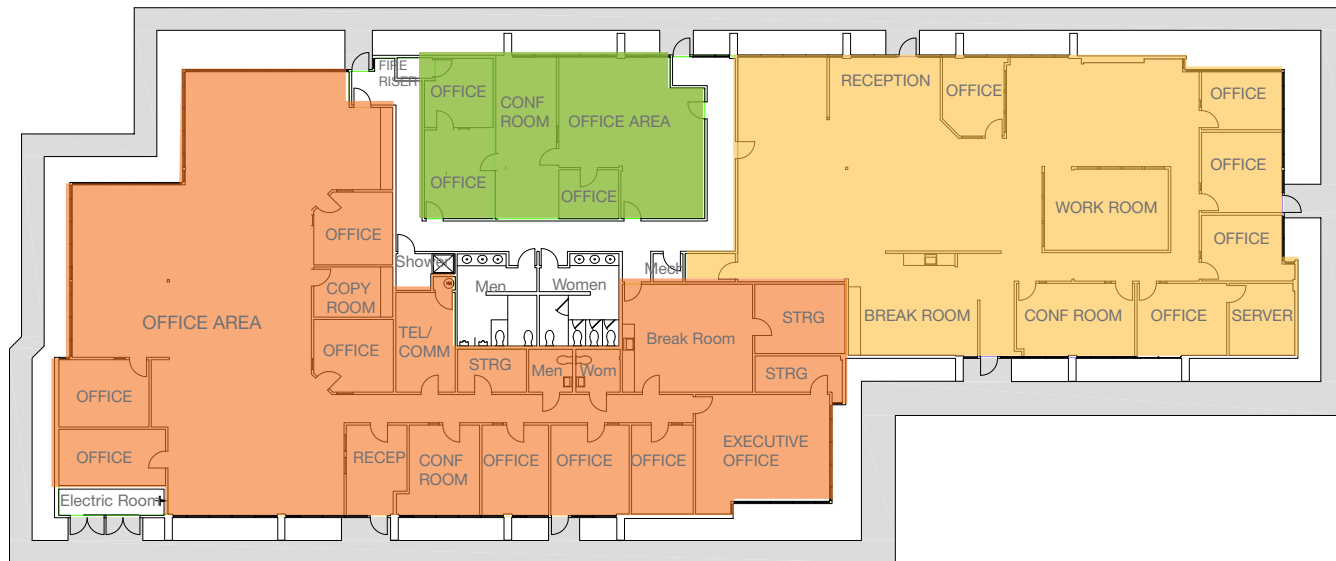 FIRE
RISER
OFFICE
CONF
ROOM
OFFICE AREA
OFFICE
OFFICE
RECEPTION
OFFICE
OFFICE
OFFICE
WORK ROOM
OFFICE
BREAK ROOM
CONF ROOM
OFFICE
SERVER
OFFICE
Shower
Men
Women
Mech
COPY
ROOM
OFFICE AREA
OFFICE
TEL/
COMM
STRG
Men
Wom
Break Room
STRG
STRG
OFFICE
OFFICE
Electric Room
RECEP
CONF
ROOM
OFFICE
OFFICE
OFFICE
EXECUTIVE
OFFICE